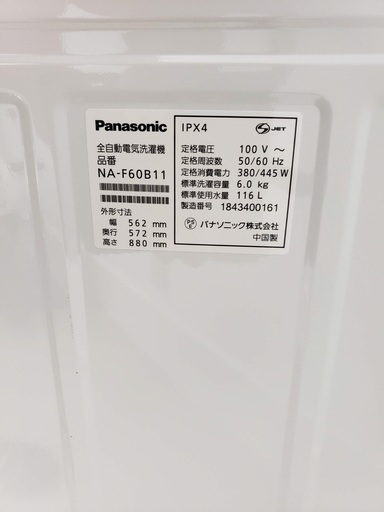 Panasonic
全自動電気洗濯機
品番
NA-F60B11
外形寸法
幅 562 mm
奥行 572 mm
高さ 880 mm
IPX4
S JET
定格電圧 100 V ～
定格周波数 50/60 Hz
定格消費電力 380/445 W
標準洗濯容量 6.0 kg
標準使用水量 116 L
製造番号 1843400161
PSE パナソニック株式会社
中国製